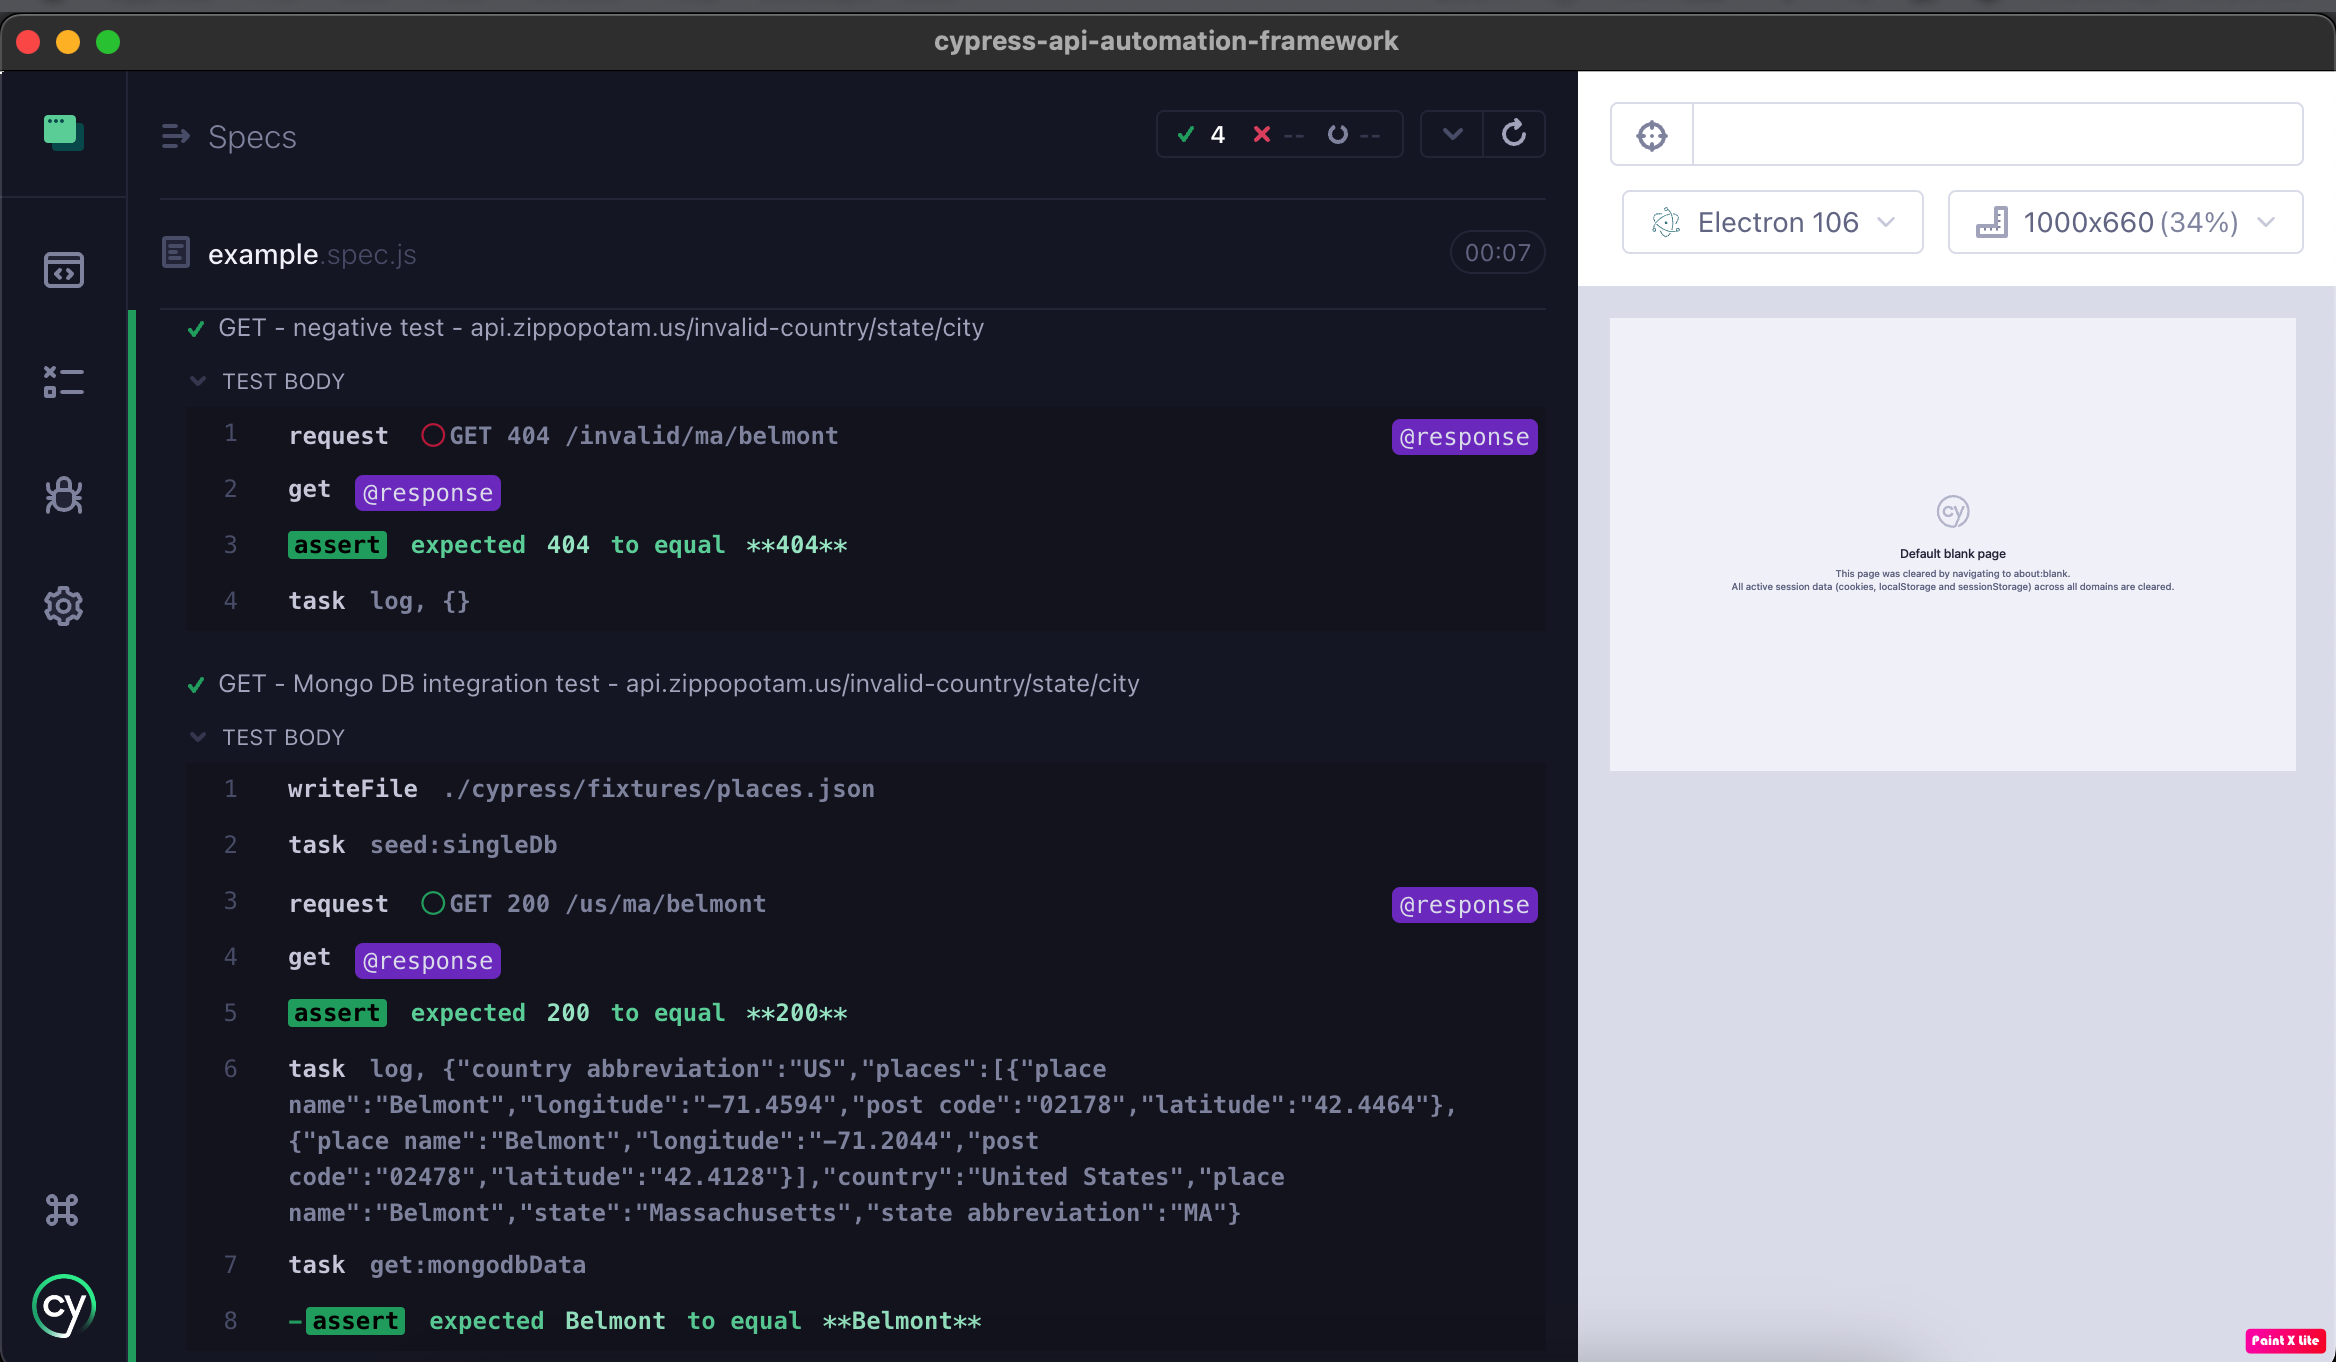 cypress-api-automation-framework
Specs
4 -- --
example.spec.js
00:07
GET - negative test - api.zippopotam.us/invalid-country/state/city
TEST BODY
1 request GET 404 /invalid/ma/belmont @response
2 get @response
3 assert expected 404 to equal **404**
4 task log, {}
GET - Mongo DB integration test - api.zippopotam.us/invalid-country/state/city
TEST BODY
1 writeFile ./cypress/fixtures/places.json
2 task seed:singleDb
3 request GET 200 /us/ma/belmont @response
4 get @response
5 assert expected 200 to equal **200**
6 task log, {"country abbreviation":"US","places":[{"place
name":"Belmont","longitude":"-71.4594","post code":"02178","latitude":"42.4464"},
{"place name":"Belmont","longitude":"-71.2044","post
code":"02478","latitude":"42.4128"}],"country":"United States","place
name":"Belmont","state":"Massachusetts","state abbreviation":"MA"}
7 task get:mongodbData
8 -assert expected Belmont to equal **Belmont**
cy
Electron 106
1000x660 (34%)
cy
Default blank page
This page was cleared by navigating to about:blank.
All active session data (cookies, localStorage and sessionStorage) across all domains are cleared.
Paint X Lite